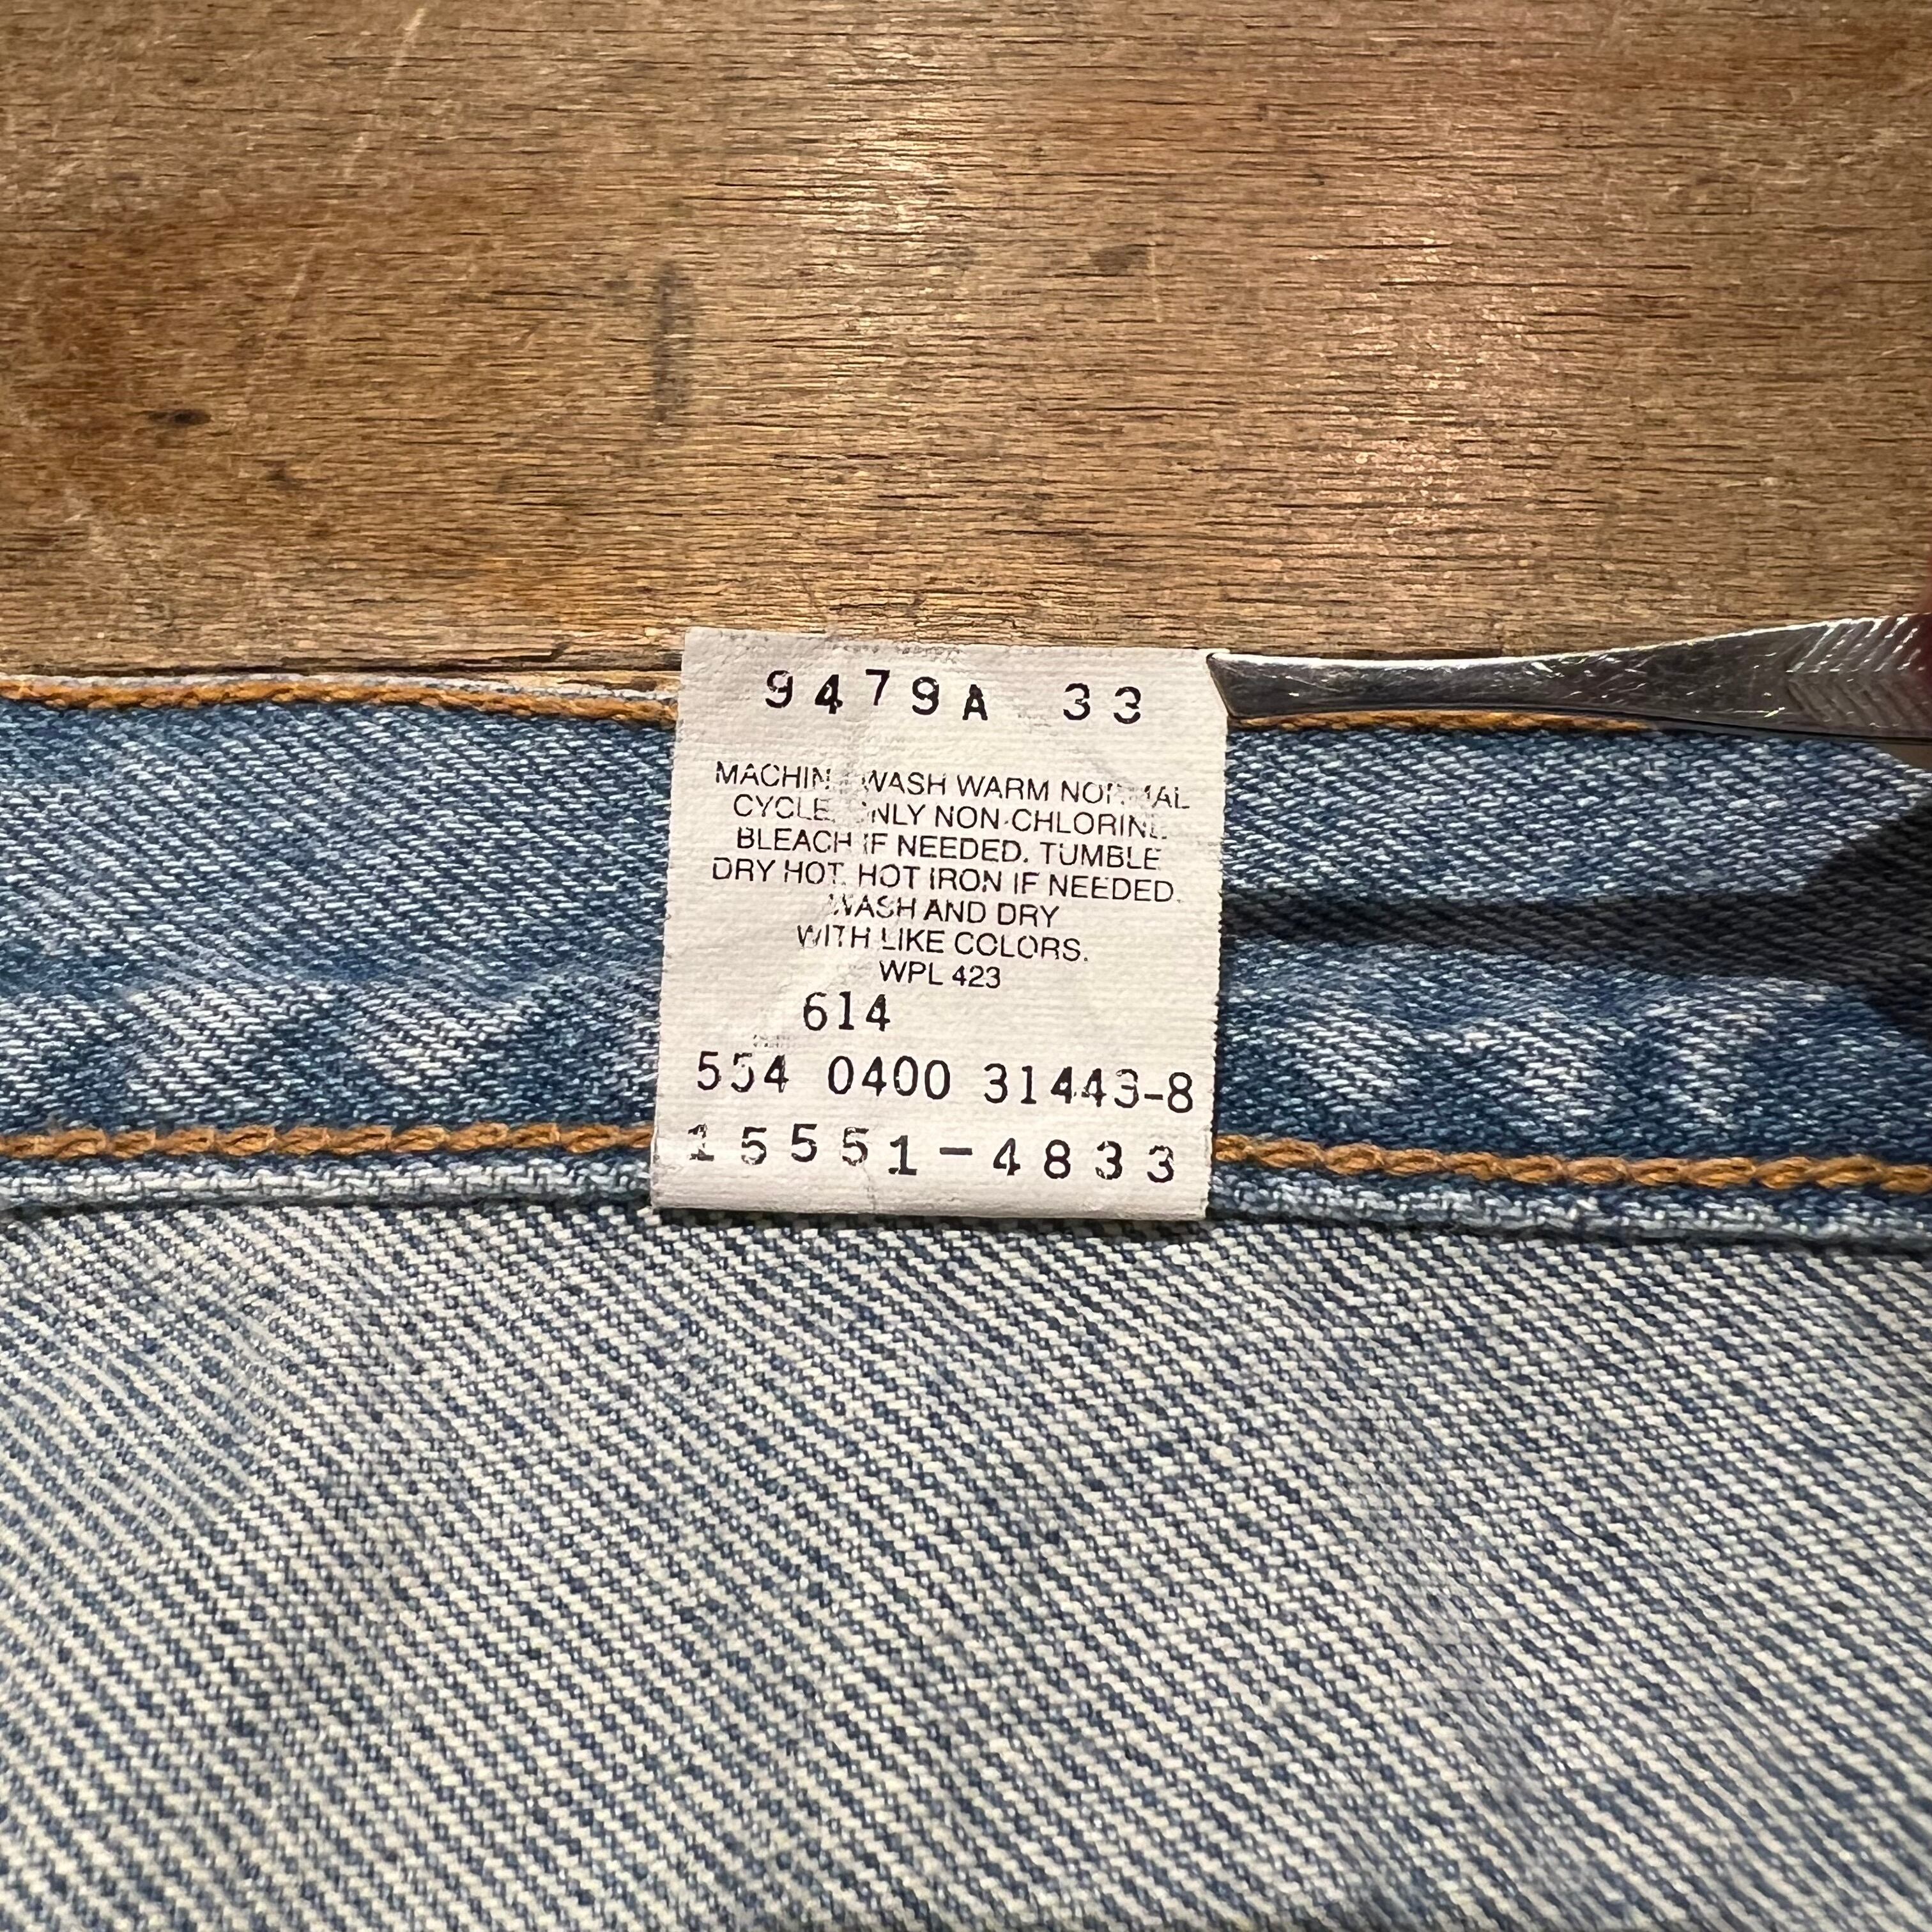 9479A 33
MACHINE WASH WARM NORMAL
CYCLE. ONLY NON-CHLORINE
BLEACH IF NEEDED. TUMBLE
DRY HOT. HOT IRON IF NEEDED.
WASH AND DRY
WITH LIKE COLORS.
WPL 423
614
554 0400 31443-8
15551-4833